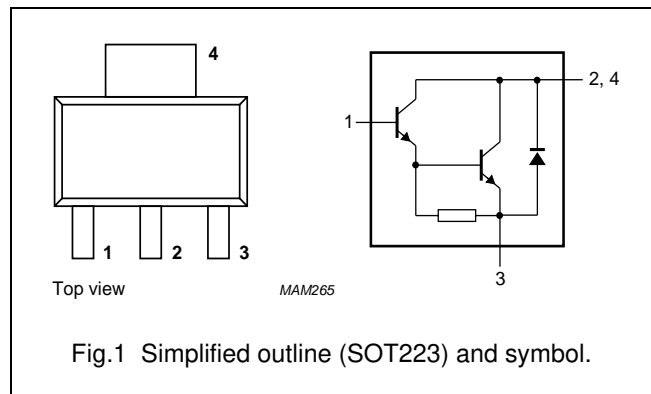 4
1 2 3
Top view
MAM265
1
2, 4
3
Fig.1 Simplified outline (SOT223) and symbol.